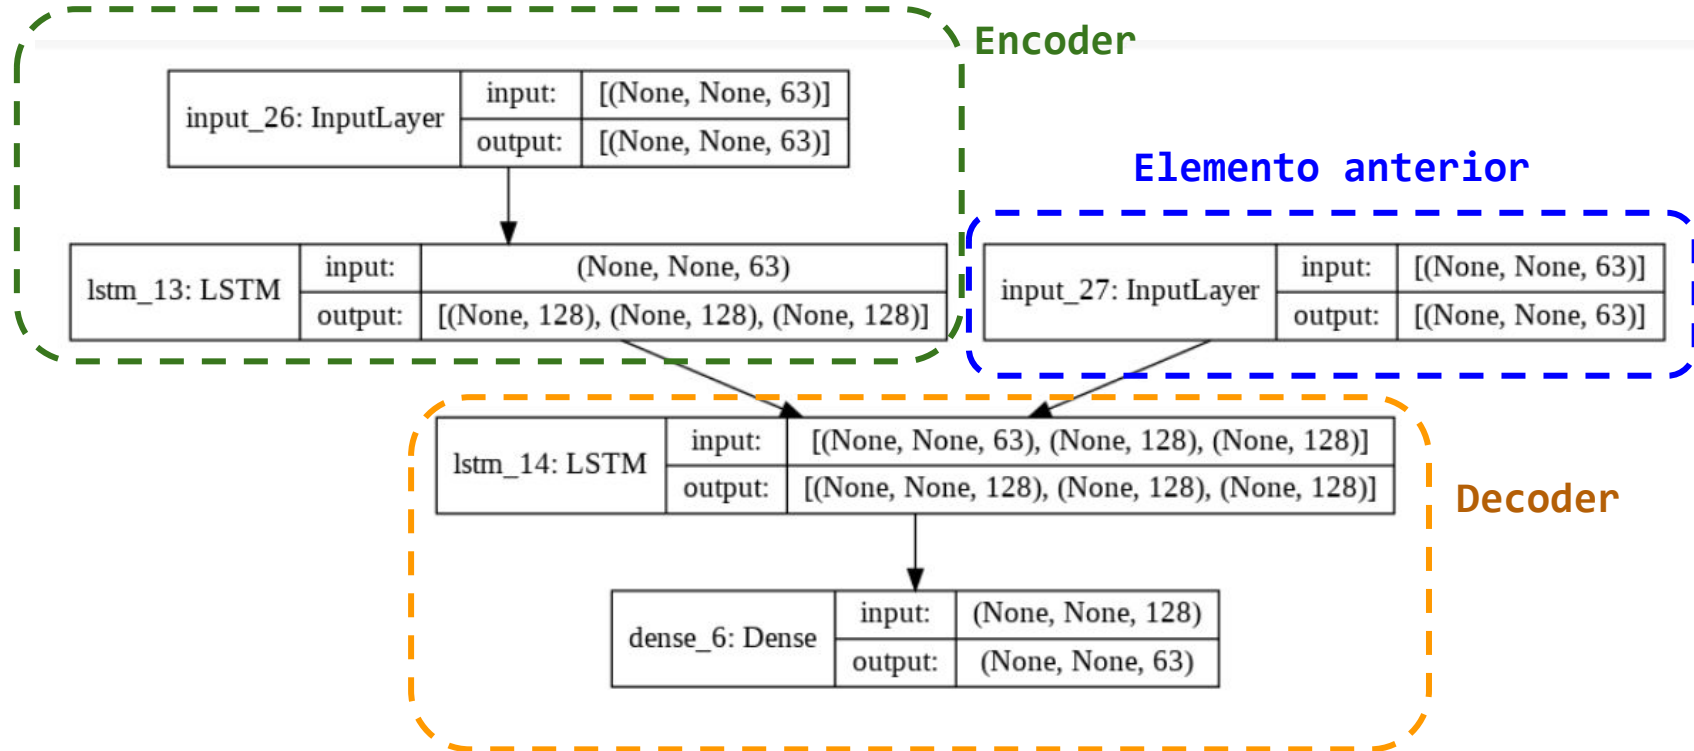 Encoder
input_26: InputLayer
input:
[(None, None, 63)]
output:
[(None, None, 63)]
Elemento anterior
lstm_13: LSTM
input:
(None, None, 63)
output:
[(None, 128), (None, 128), (None, 128)]
input_27: InputLayer
input:
[(None, None, 63)]
output:
[(None, None, 63)]
lstm_14: LSTM
input:
[(None, None, 63), (None, 128), (None, 128)]
output:
[(None, None, 128), (None, 128), (None, 128)]
Decoder
dense_6: Dense
input:
(None, None, 128)
output:
(None, None, 63)